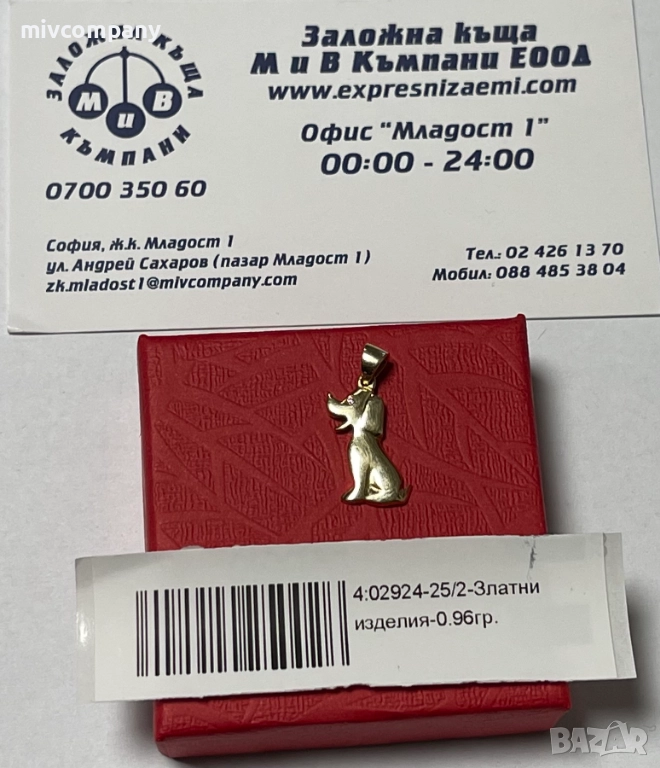 mivcompany
ЗАЛОЖНА КЪЩА
М и В
КЪМПАНИ
0700 350 60
Заложна къща
М и В Къмпани ЕООД
www.expresnizaemi.com
Офис "Младост 1"
00:00 - 24:00
София, ж.к. Младост 1
ул. Андрей Сахаров (пазар Младост 1)
zk.mladost1@mivcompany.com
Тел.: 02 426 13 70
Мобил: 088 485 38 04
4:02924-25/2-Златни
изделия-0.96гр.
BAZAR